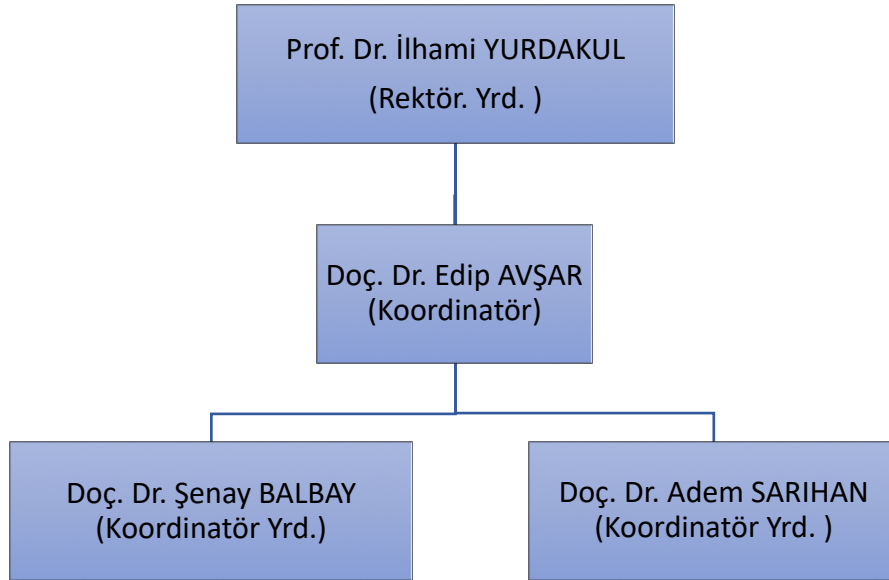 Prof. Dr. İlhami YURDAKUL
(Rektör. Yrd. )
Doç. Dr. Edip AVŞAR
(Koordinatör)
Doç. Dr. Şenay BALBAY
(Koordinatör Yrd.)
Doç. Dr. Adem SARIHAN
(Koordinatör Yrd. )